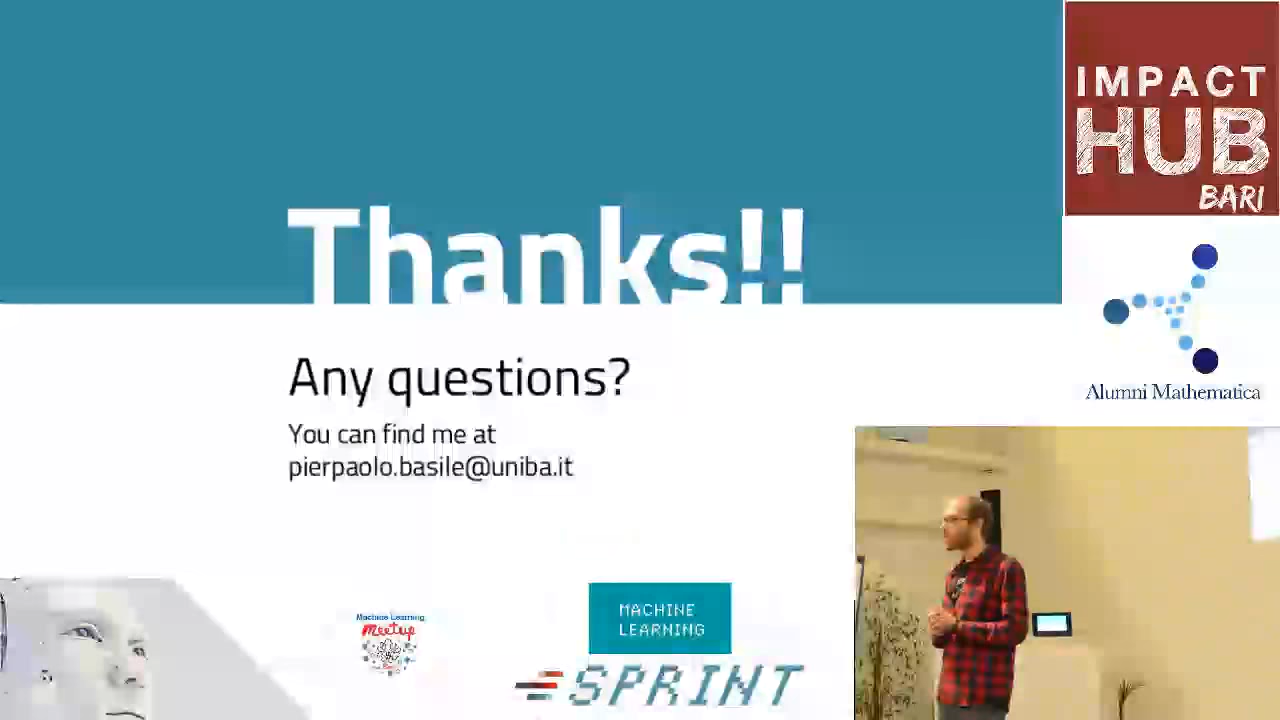 Thanks!!
Any questions?
You can find me at
pierpaolo.basile@uniba.it
IMPACT
HUB
BARI
Alumni Mathematica
Machine Learning
meetup
MACHINE
LEARNING
SPRINT